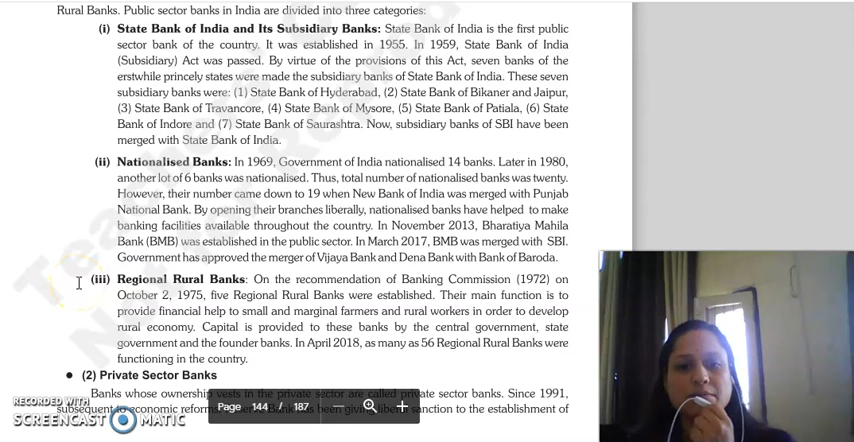 Rural Banks. Public sector banks in India are divided into three categories:
(i) State Bank of India and Its Subsidiary Banks: State Bank of India is the first public
sector bank of the country. It was established in 1955. In 1959, State Bank of India
(Subsidiary) Act was passed. By virtue of the provisions of this Act, seven banks of the
erstwhile princely states were made the subsidiary banks of State Bank of India. These seven
subsidiary banks were: (1) State Bank of Hyderabad, (2) State Bank of Bikaner and Jaipur,
(3) State Bank of Travancore, (4) State Bank of Mysore, (5) State Bank of Patiala, (6) State
Bank of Indore and (7) State Bank of Saurashtra. Now, subsidiary banks of SBI have been
merged with State Bank of India.
(ii) Nationalised Banks: In 1969, Government of India nationalised 14 banks. Later in 1980,
another lot of 6 banks was nationalised. Thus, total number of nationalised banks was twenty.
However, their number came down to 19 when New Bank of India was merged with Punjab
National Bank. By opening their branches liberally, nationalised banks have helped to make
banking facilities available throughout the country. In November 2013, Bharatiya Mahila
Bank (BMB) was established in the public sector. In March 2017, BMB was merged with SBI.
Government has approved the merger of Vijaya Bank and Dena Bank with Bank of Baroda.
(iii) Regional Rural Banks: On the recommendation of Banking Commission (1972) on
October 2, 1975, five Regional Rural Banks were established. Their main function is to
provide financial help to small and marginal farmers and rural workers in order to develop
rural economy. Capital is provided to these banks by the central government, state
government and the founder banks. In April 2018, as many as 56 Regional Rural Banks were
functioning in the country.
• (2) Private Sector Banks
Banks whose ownership vests in the private sector are called private sector banks. Since 1991,
subsequent to economic reforms, Bank has been giving liberal sanction to the establishment of
Page 144 / 187
RECORDED WITH
SCREENCAST MATIC